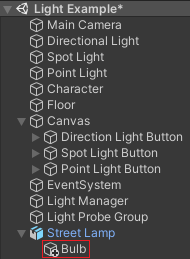 Light Example*
Main Camera
Directional Light
Spot Light
Point Light
Character
Floor
Canvas
Direction Light Button
Spot Light Button
Point Light Button
EventSystem
Light Manager
Light Probe Group
Street Lamp
Bulb